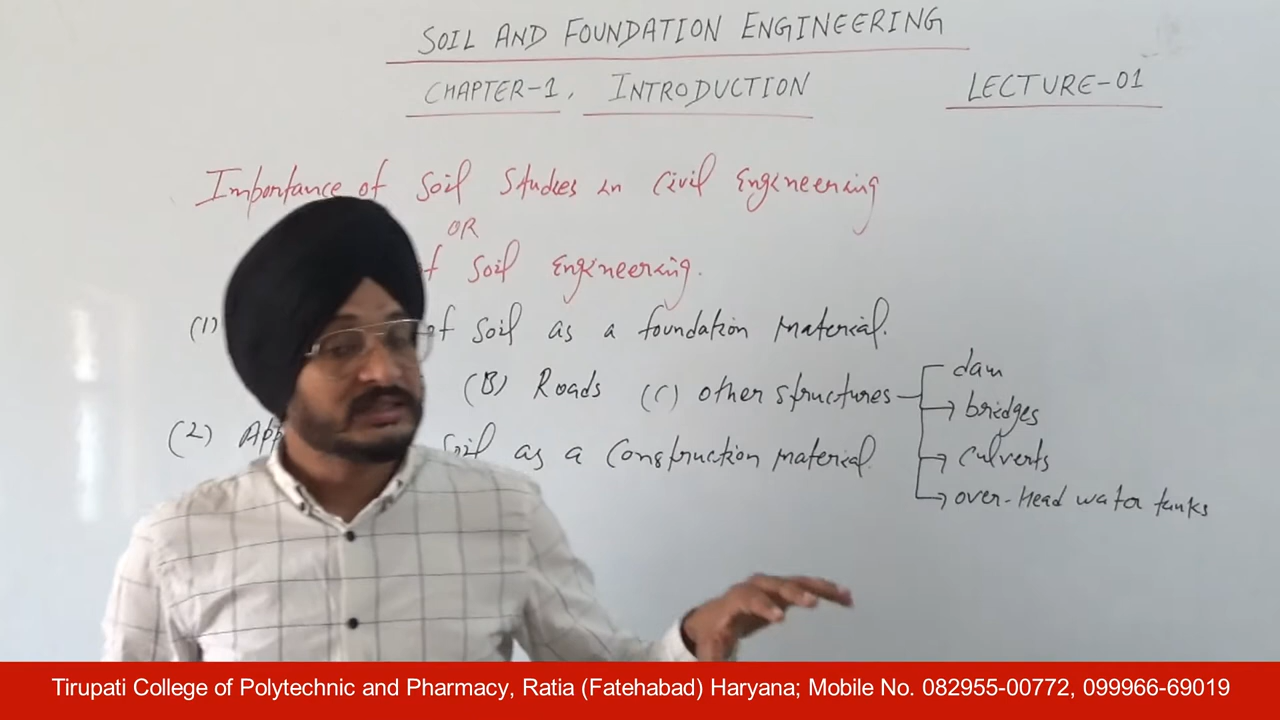 SOIL AND FOUNDATION ENGINEERING
CHAPTER-1, INTRODUCTION LECTURE-01
Importance of Soil Studies in Civil Engineering
OR
of Soil Engineering.
(1) of Soil as a foundation Material.
(B) Roads (C) other structures
dam
bridges
culverts
over-Head water tanks
(2) App Soil as a Construction Material
Tirupati College of Polytechnic and Pharmacy, Ratia (Fatehabad) Haryana; Mobile No. 082955-00772, 099966-69019